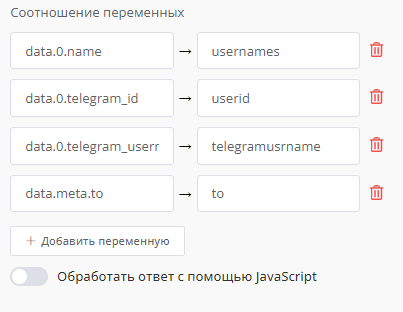 Соотношение переменных
data.0.name → usernames
data.0.telegram_id → userid
data.0.telegram_userr → telegramusrname
data.meta.to → to
+ Добавить переменную
Обработать ответ с помощью JavaScript